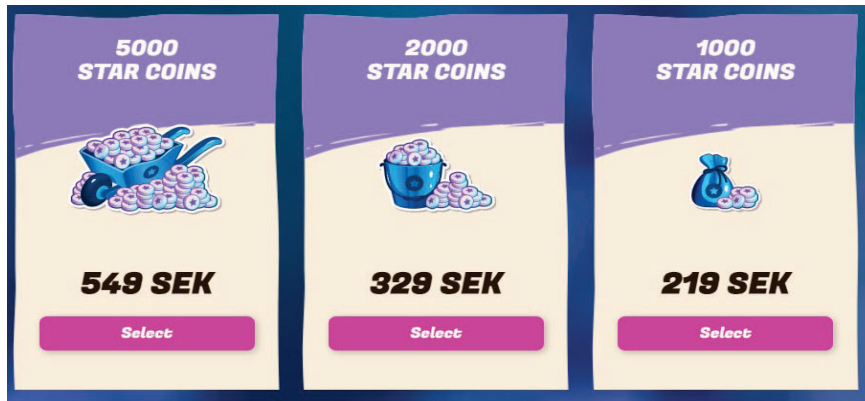 5000
STAR COINS
549 SEK
Select
2000
STAR COINS
329 SEK
Select
1000
STAR COINS
219 SEK
Select